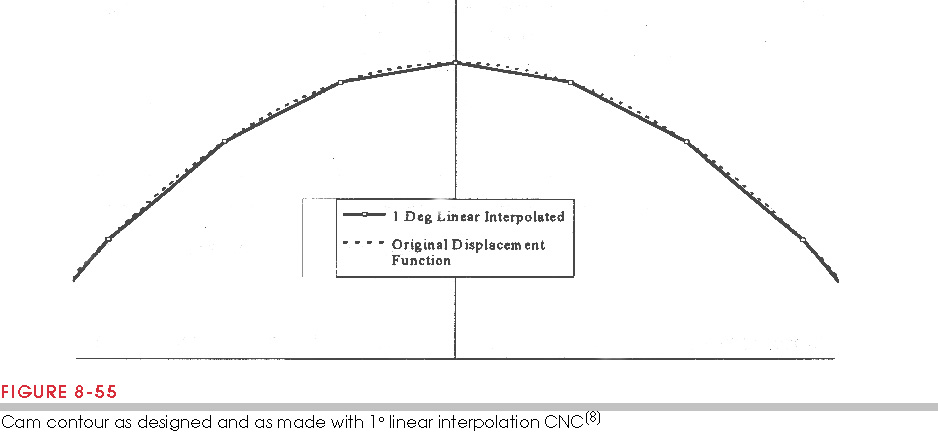 1 Deg Linear Interpolated
Original Displacement
Function
FIGURE 8-55
Cam contour as designed and as made with 1° linear interpolation CNC(8)